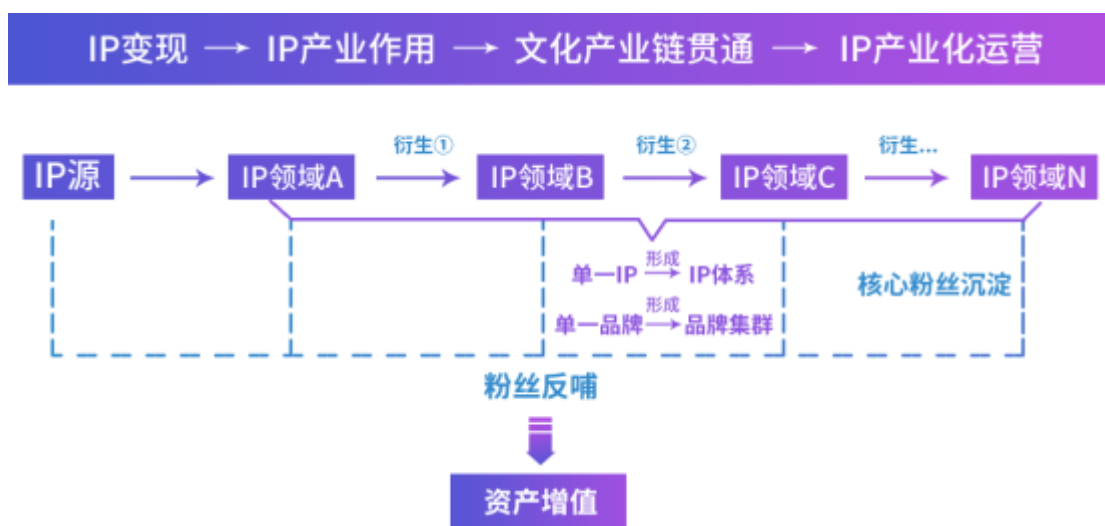 IP变现 → IP产业作用 → 文化产业链贯通 → IP产业化运营
衍生① 衍生② 衍生...
IP源 IP领域A IP领域B IP领域C IP领域N
形成
单一IP IP体系
核心粉丝沉淀
形成
单一品牌 品牌集群
粉丝反哺
资产增值